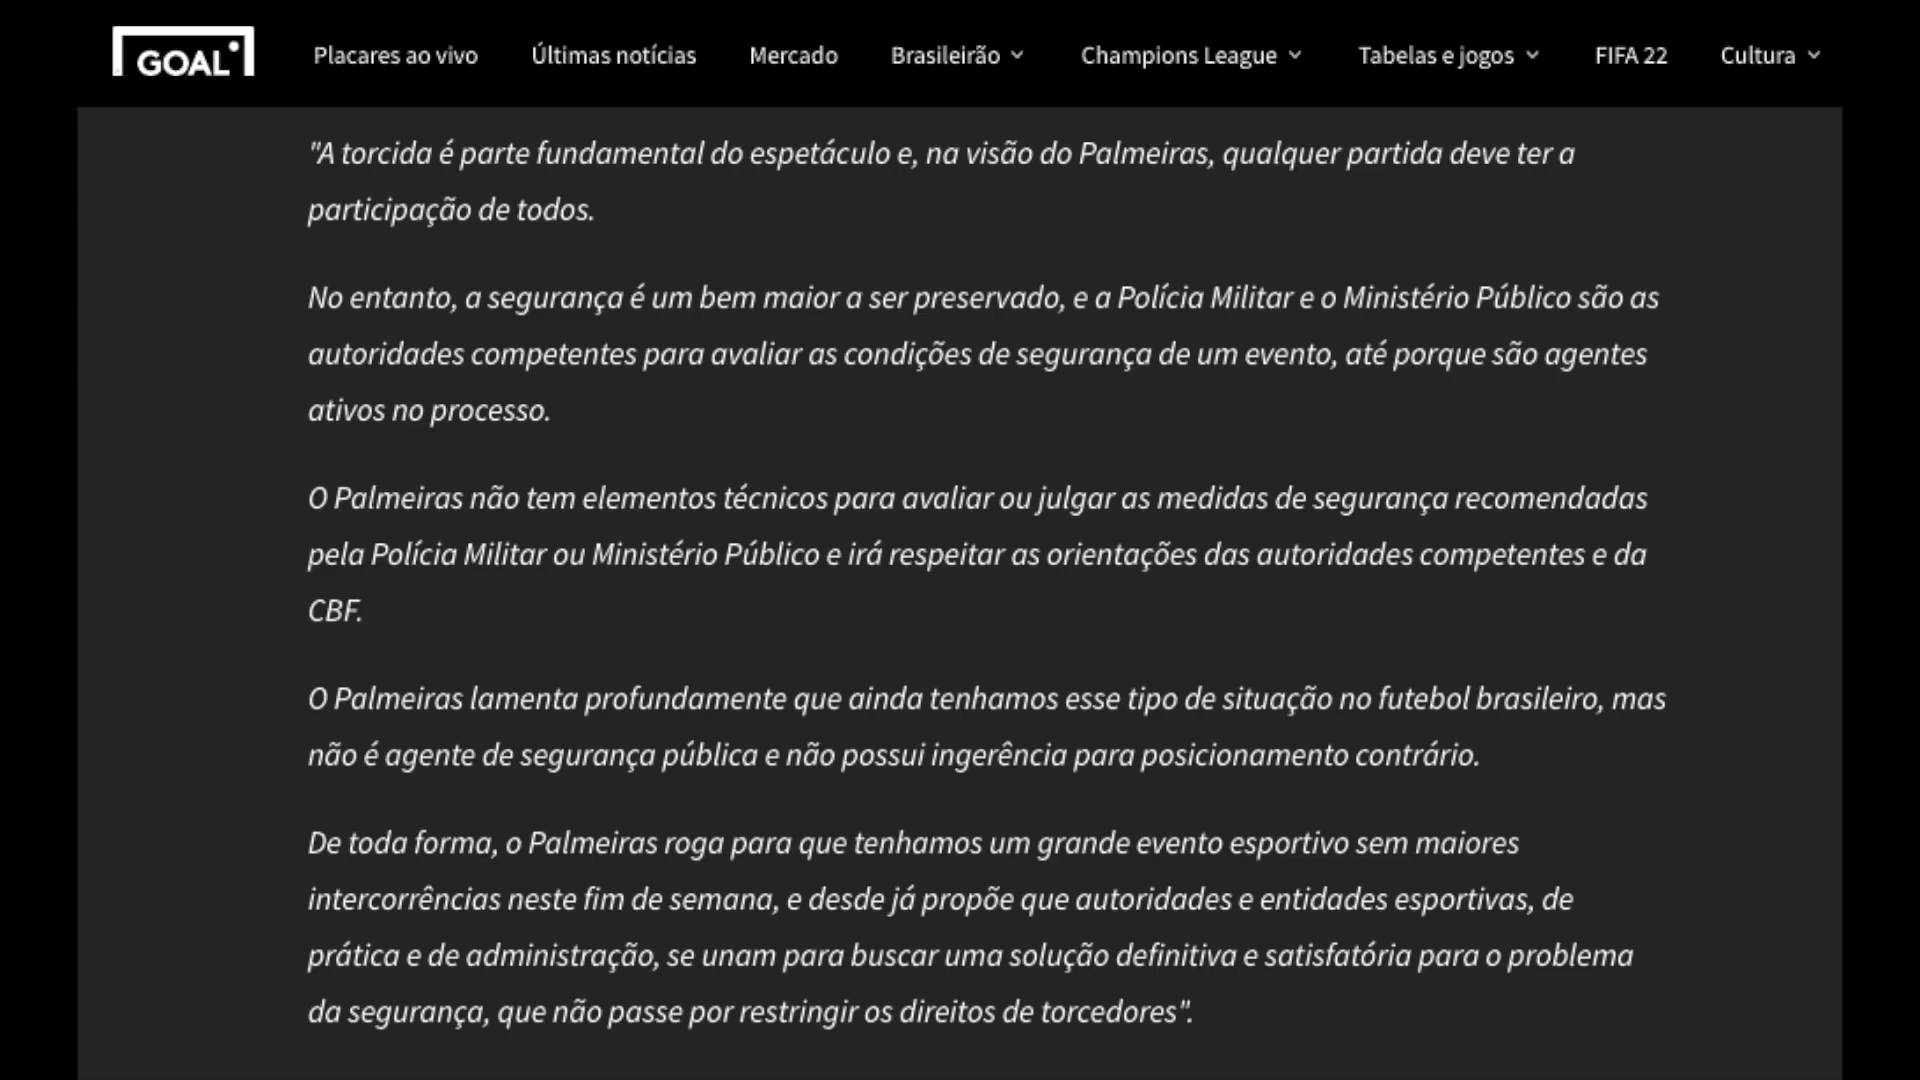 GOAL
Placares ao vivo
Últimas notícias
Mercado
Brasileirão
Champions League
Tabelas e jogos
FIFA 22
Cultura
"A torcida é parte fundamental do espetáculo e, na visão do Palmeiras, qualquer partida deve ter a
participação de todos.
No entanto, a segurança é um bem maior a ser preservado, e a Polícia Militar e o Ministério Público são as
autoridades competentes para avaliar as condições de segurança de um evento, até porque são agentes
ativos no processo.
O Palmeiras não tem elementos técnicos para avaliar ou julgar as medidas de segurança recomendadas
pela Polícia Militar ou Ministério Público e irá respeitar as orientações das autoridades competentes e da
CBF.
O Palmeiras lamenta profundamente que ainda tenhamos esse tipo de situação no futebol brasileiro, mas
não é agente de segurança pública e não possui ingerência para posicionamento contrário.
De toda forma, o Palmeiras roga para que tenhamos um grande evento esportivo sem maiores
intercorrências neste fim de semana, e desde já propõe que autoridades e entidades esportivas, de
prática e de administração, se unam para buscar uma solução definitiva e satisfatória para o problema
da segurança, que não passe por restringir os direitos de torcedores".